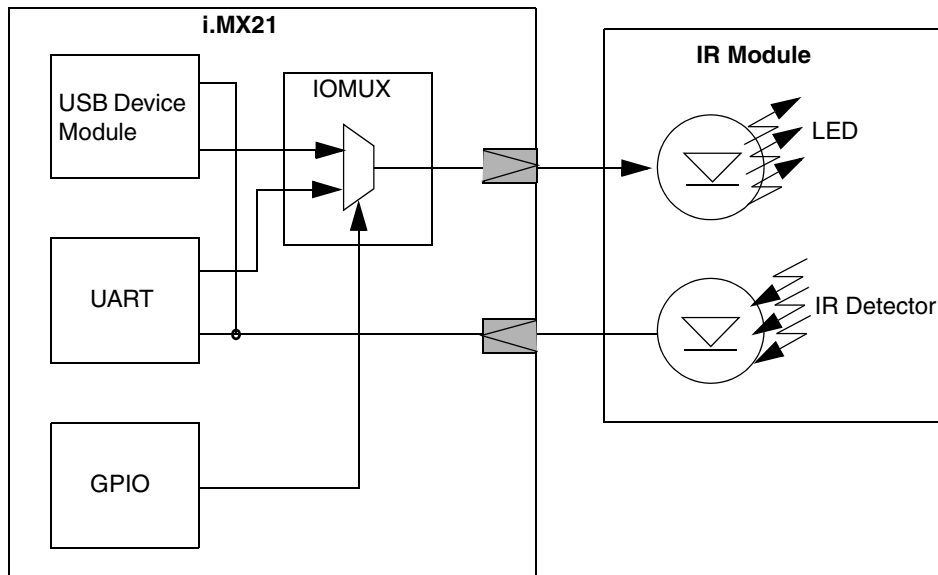 i.MX21
IR Module
USB Device
Module
IOMUX
LED
UART
IR Detector
GPIO